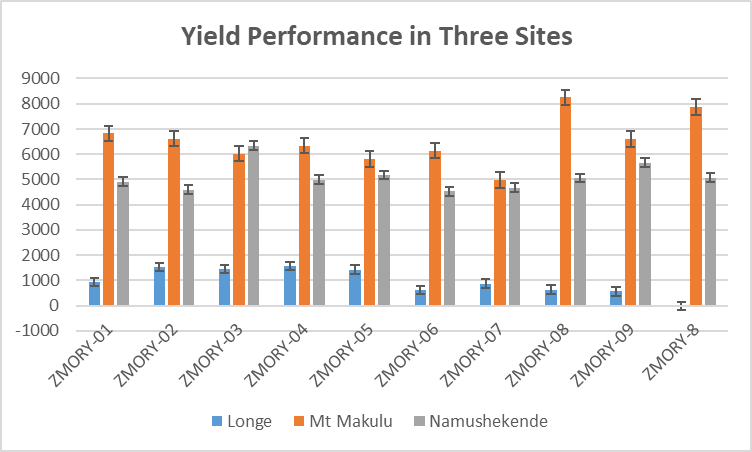 Yield Performance in Three Sites
9000
8000
7000
6000
5000
4000
3000
2000
1000
0
-1000
ZMORY-01
ZMORY-02
ZMORY-03
ZMORY-04
ZMORY-05
ZMORY-06
ZMORY-07
ZMORY-08
ZMORY-09
ZMORY-8
Longe
Mt Makulu
Namushekende